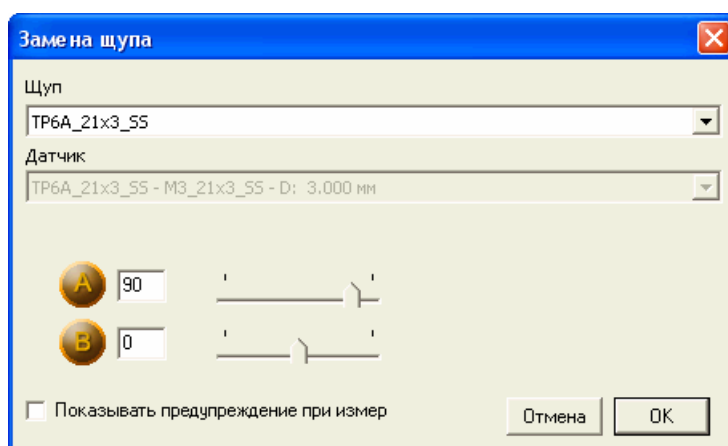 Замена щупа
Щуп
TP6A_21x3_SS
Датчик
TP6A_21x3_SS - M3_21x3_SS - D: 3.000 мм
A 90
B 0
Показывать предупреждение при измер
Отмена OK